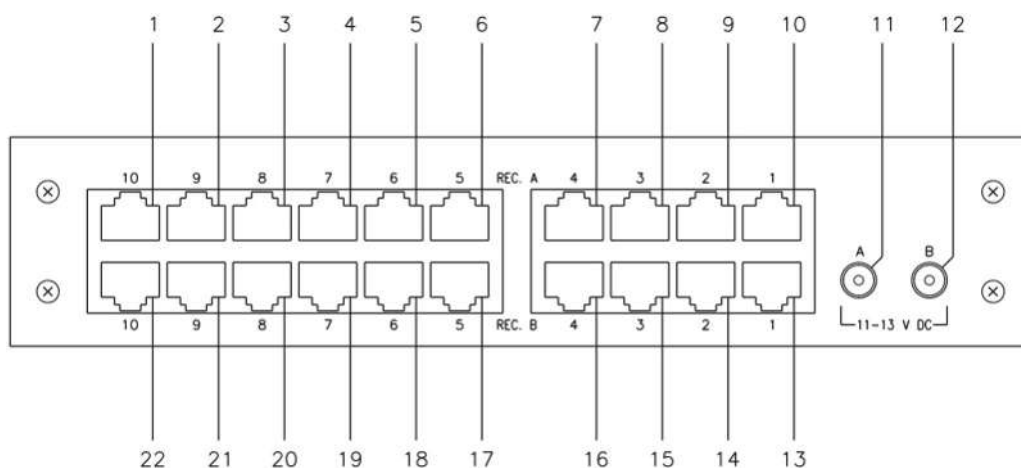 1 2 3 4 5 6 7 8 9 10 11 12
10 9 8 7 6 5 REC. A 4 3 2 1
A B
10 9 8 7 6 5 REC. B 4 3 2 1
11-13 V DC
22 21 20 19 18 17 16 15 14 13